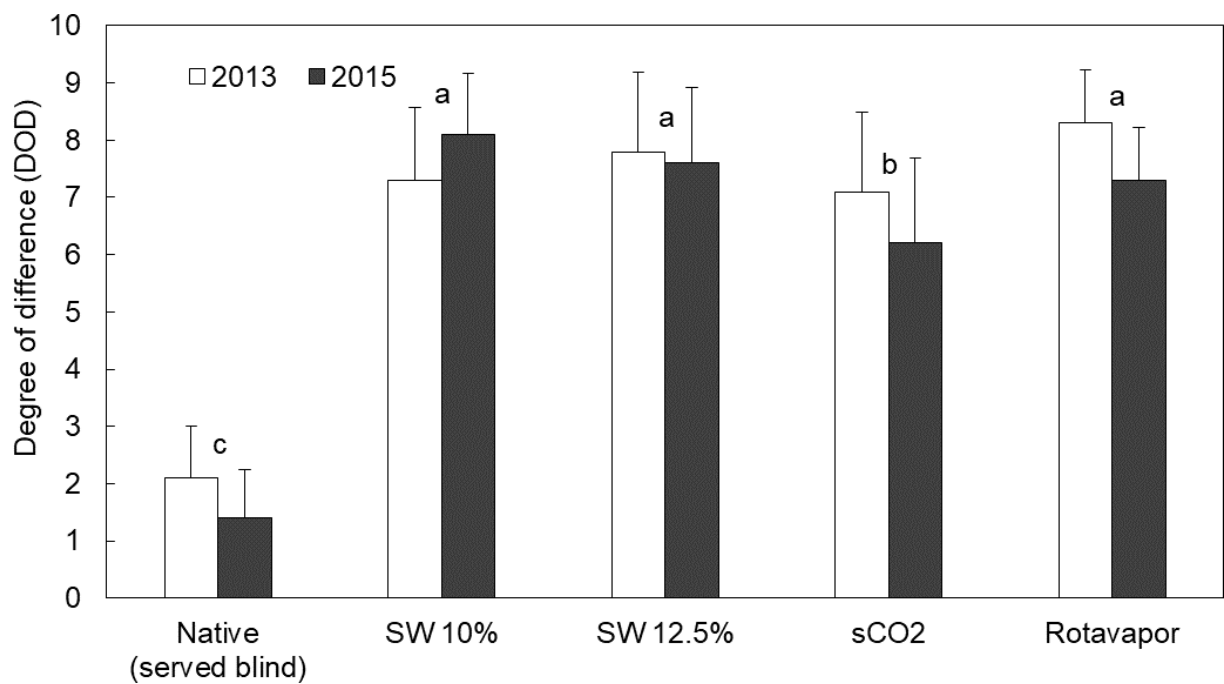 Degree of difference (DOD)
10
9
8
7
6
5
4
3
2
1
0
2013 2015
c
a
a
b
a
Native
(served blind)
SW 10%
SW 12.5%
sCO2
Rotavapor